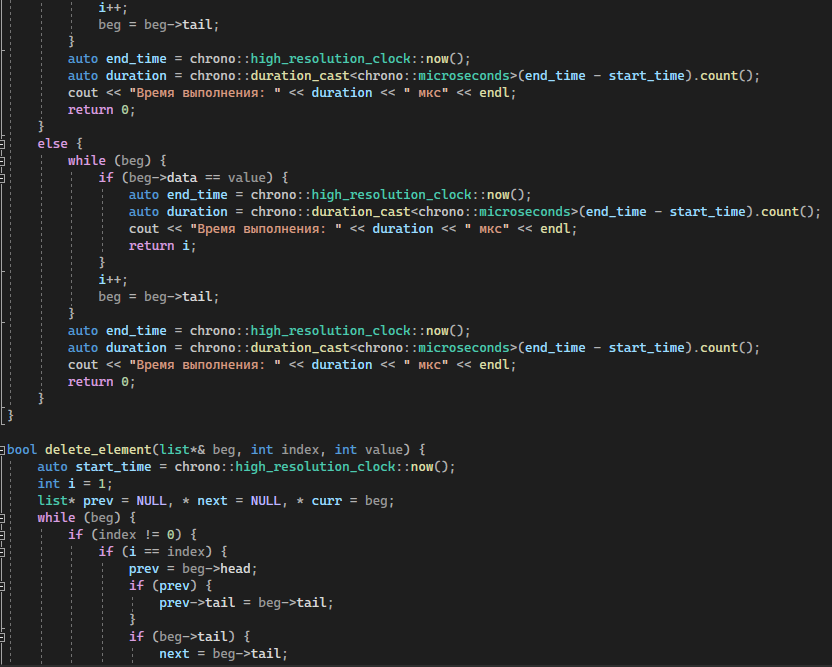 i++;
beg = beg->tail;
}
auto end_time = chrono::high_resolution_clock::now();
auto duration = chrono::duration_cast<chrono::microseconds>(end_time - start_time).count();
cout << "Время выполнения: " << duration << " мкс" << endl;
return 0;
}
else {
while (beg) {
if (beg->data == value) {
auto end_time = chrono::high_resolution_clock::now();
auto duration = chrono::duration_cast<chrono::microseconds>(end_time - start_time).count();
cout << "Время выполнения: " << duration << " мкс" << endl;
return i;
}
i++;
beg = beg->tail;
}
auto end_time = chrono::high_resolution_clock::now();
auto duration = chrono::duration_cast<chrono::microseconds>(end_time - start_time).count();
cout << "Время выполнения: " << duration << " мкс" << endl;
return 0;
}
}
bool delete_element(list*& beg, int index, int value) {
auto start_time = chrono::high_resolution_clock::now();
int i = 1;
list* prev = NULL, * next = NULL, * curr = beg;
while (beg) {
if (index != 0) {
if (i == index) {
prev = beg->head;
if (prev) {
prev->tail = beg->tail;
}
if (beg->tail) {
next = beg->tail;